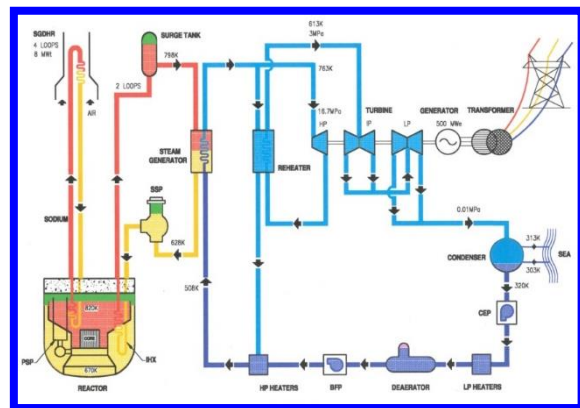 SGDHR
4 LOOPS
8 MWt
AIR
SURGE TANK
2 LOOPS
798K
STEAM
GENERATOR
SSP
628K
SODIUM
820K
CORE
670K
PSP
REACTOR
IHX
613K
3MPa
763K
16.7MPa
HP
TURBINE
IP
LP
GENERATOR
500 MWe
TRANSFORMER
REHEATER
508K
0.01MPa
CONDENSER
313K
303K
SEA
320K
CEP
HP HEATERS
BFP
DEAERATOR
LP HEATERS